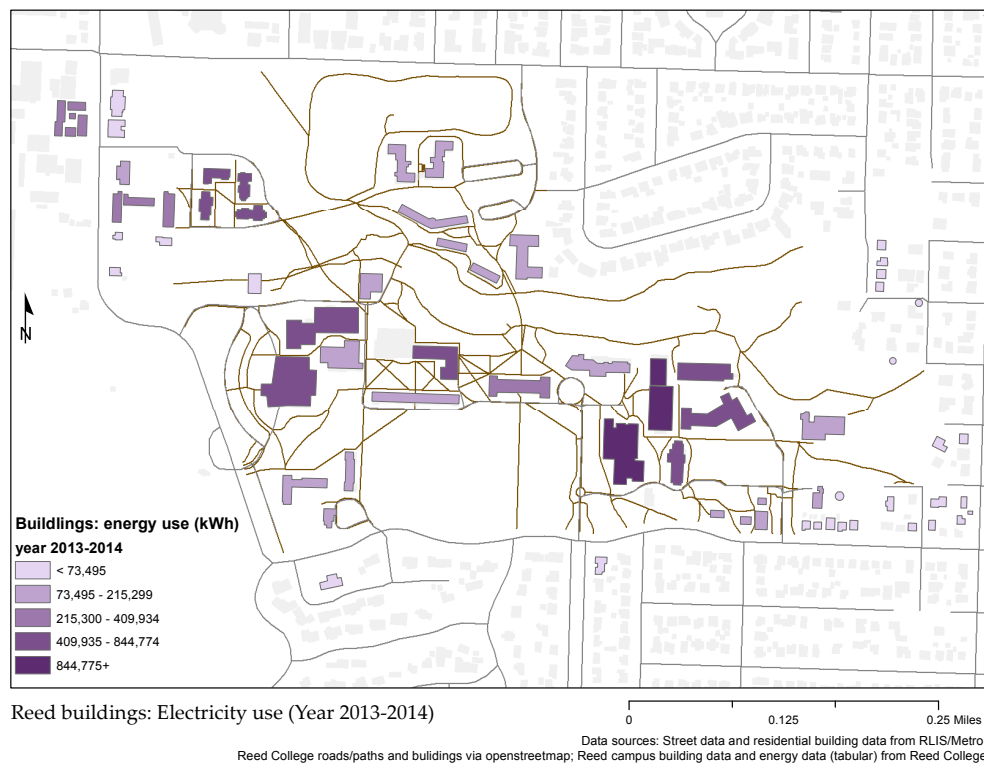 N
Buildlings: energy use (kWh)
year 2013-2014
< 73,495
73,495 - 215,299
215,300 - 409,934
409,935 - 844,774
844,775+
Reed buildings: Electricity use (Year 2013-2014)
0 0.125 0.25 Miles
Data sources: Street data and residential building data from RLIS/Metro
Reed College roads/paths and bulidings via openstreetmap; Reed campus building data and energy data (tabular) from Reed College